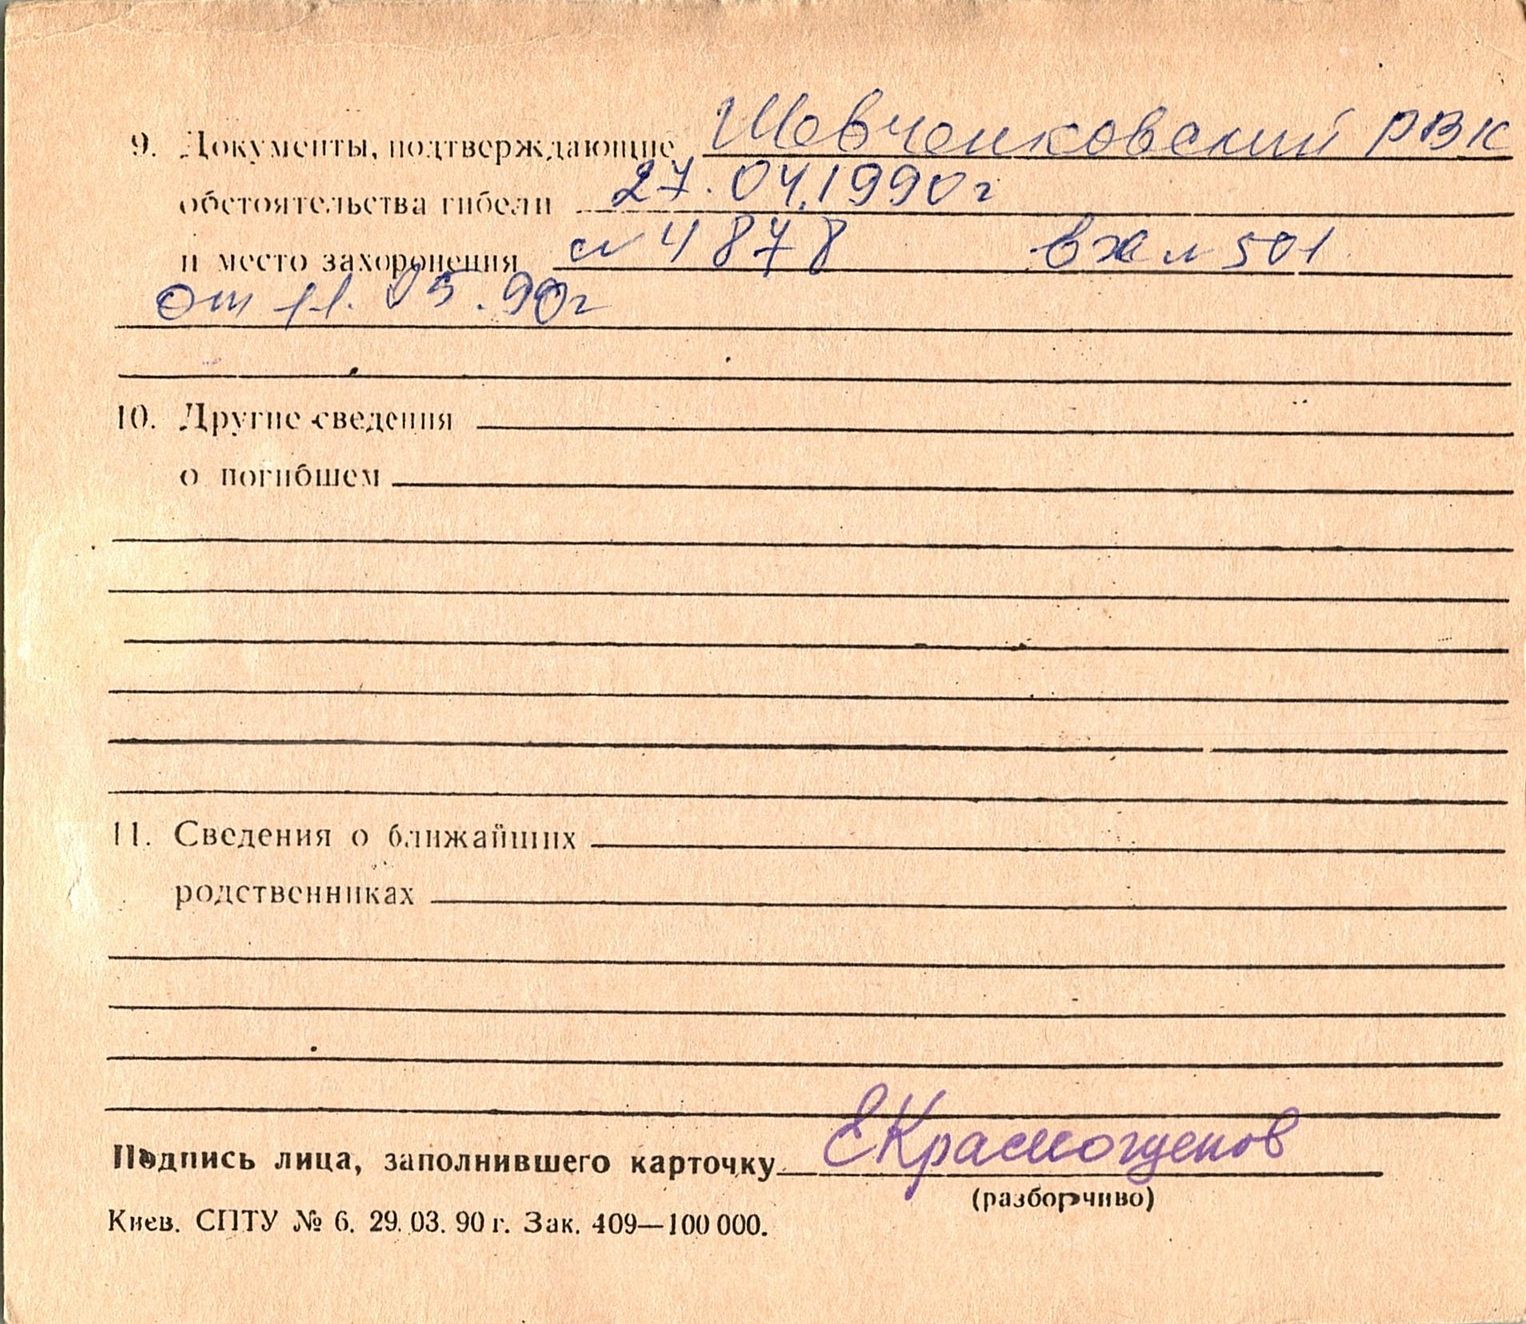 9. Документы, подтверждающие Шевченковский РВК
обстоятельства гибели 27.04.1990г
и место захоронения № 4878 вх № 501
от 11.05.90г
10. Другие сведения
о погибшем
11. Сведения о ближайших
родственниках
Подпись лица, заполнившего карточку
(разборчиво)
Киев. СПТУ № 6. 29.03.90 г. Зак. 409—100 000.